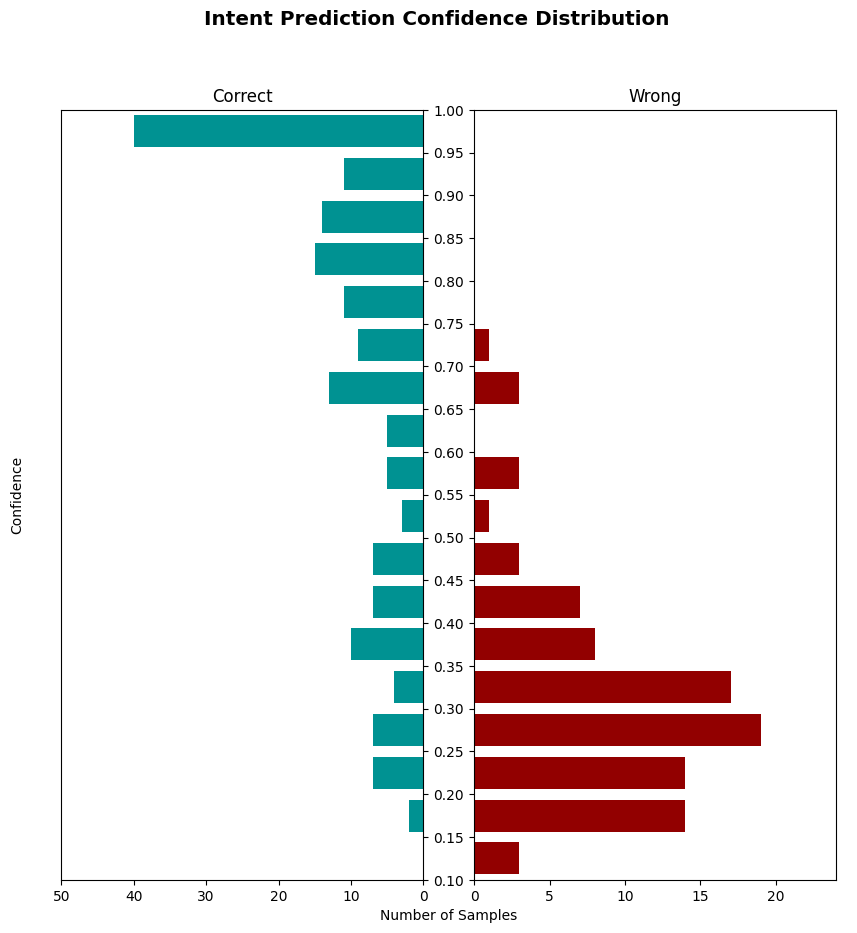 Intent Prediction Confidence Distribution
Correct
Wrong
1.00
0.95
0.90
0.85
0.80
0.75
0.70
0.65
0.60
0.55
0.50
0.45
0.40
0.35
0.30
0.25
0.20
0.15
0.10
Confidence
50 40 30 20 10 0
0 5 10 15 20
Number of Samples